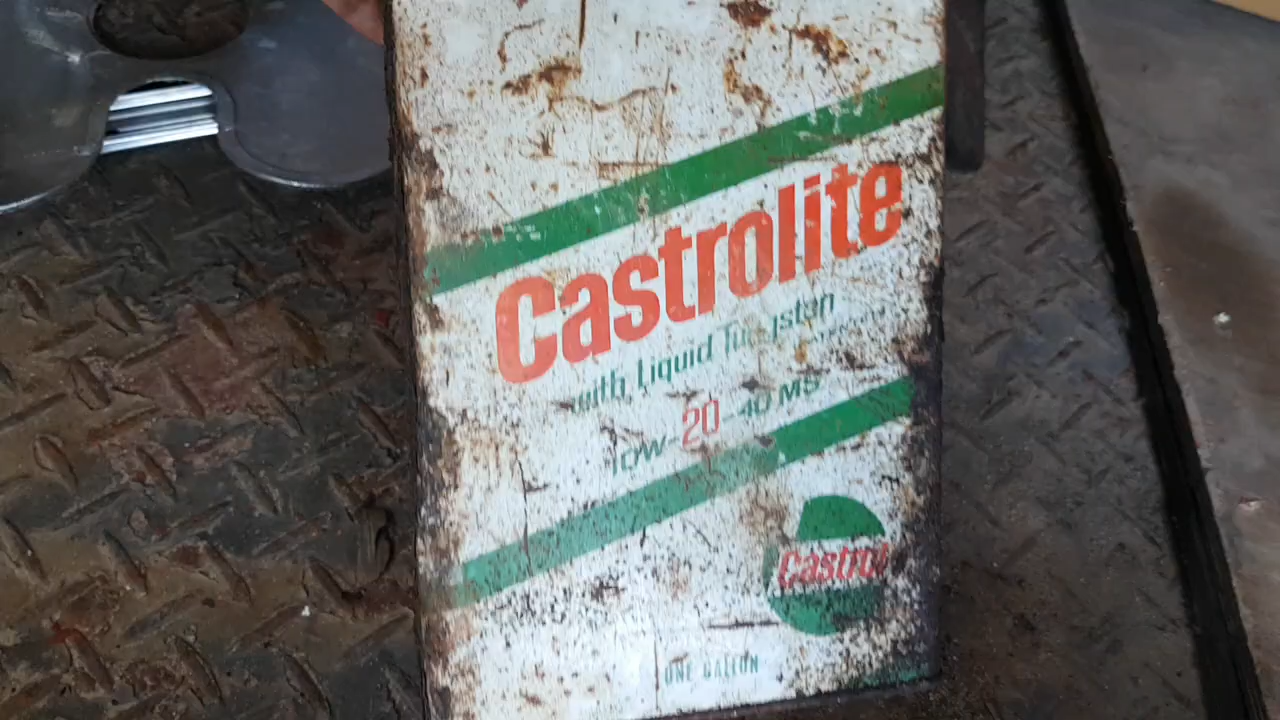 Castrolite
with Liquid Tungsten
10W-20-40 MS
Castrol
ONE GALLON